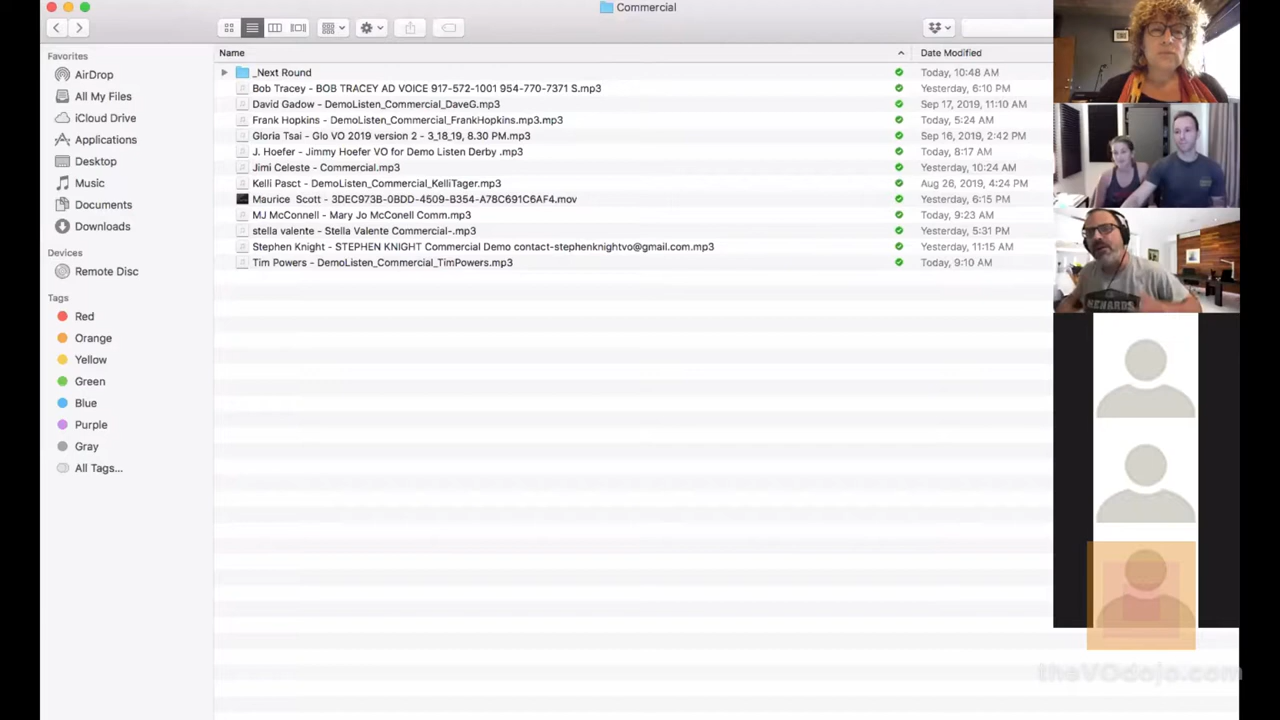 Commercial
Favorites
AirDrop
All My Files
iCloud Drive
Applications
Desktop
Music
Documents
Downloads
Devices
Remote Disc
Tags
Red
Orange
Yellow
Green
Blue
Purple
Gray
All Tags...
Name Date Modified
_Next Round Today, 10:48 AM
Bob Tracey - BOB TRACEY AD VOICE 917-572-1001 954-770-7371 S.mp3 Yesterday, 6:10 PM
David Gadow - DemoListen_Commercial_DaveG.mp3 Sep 17, 2019, 11:10 AM
Frank Hopkins - DemoListen_Commercial_FrankHopkins.mp3.mp3 Today, 5:24 AM
Gloria Tsai - Glo VO 2019 version 2 - 3_18_19, 8.30 PM.mp3 Sep 16, 2019, 2:42 PM
J. Hoefer - Jimmy Hoefer VO for Demo Listen Derby .mp3 Today, 8:17 AM
Jimi Celeste - Commercial.mp3 Yesterday, 10:24 AM
Kelli Pasct - DemoListen_Commercial_KelliTager.mp3 Aug 26, 2019, 4:24 PM
Maurice Scott - 3DEC973B-0BDD-4509-B354-A78C691C6AF4.mov Yesterday, 6:15 PM
MJ McConnell - Mary Jo McConell Comm.mp3 Today, 9:23 AM
stella valente - Stella Valente Commercial-.mp3 Yesterday, 5:31 PM
Stephen Knight - STEPHEN KNIGHT Commercial Demo contact-stephenknightvo@gmail.com.mp3 Yesterday, 11:15 AM
Tim Powers - DemoListen_Commercial_TimPowers.mp3 Today, 9:10 AM
theVOdojo.com